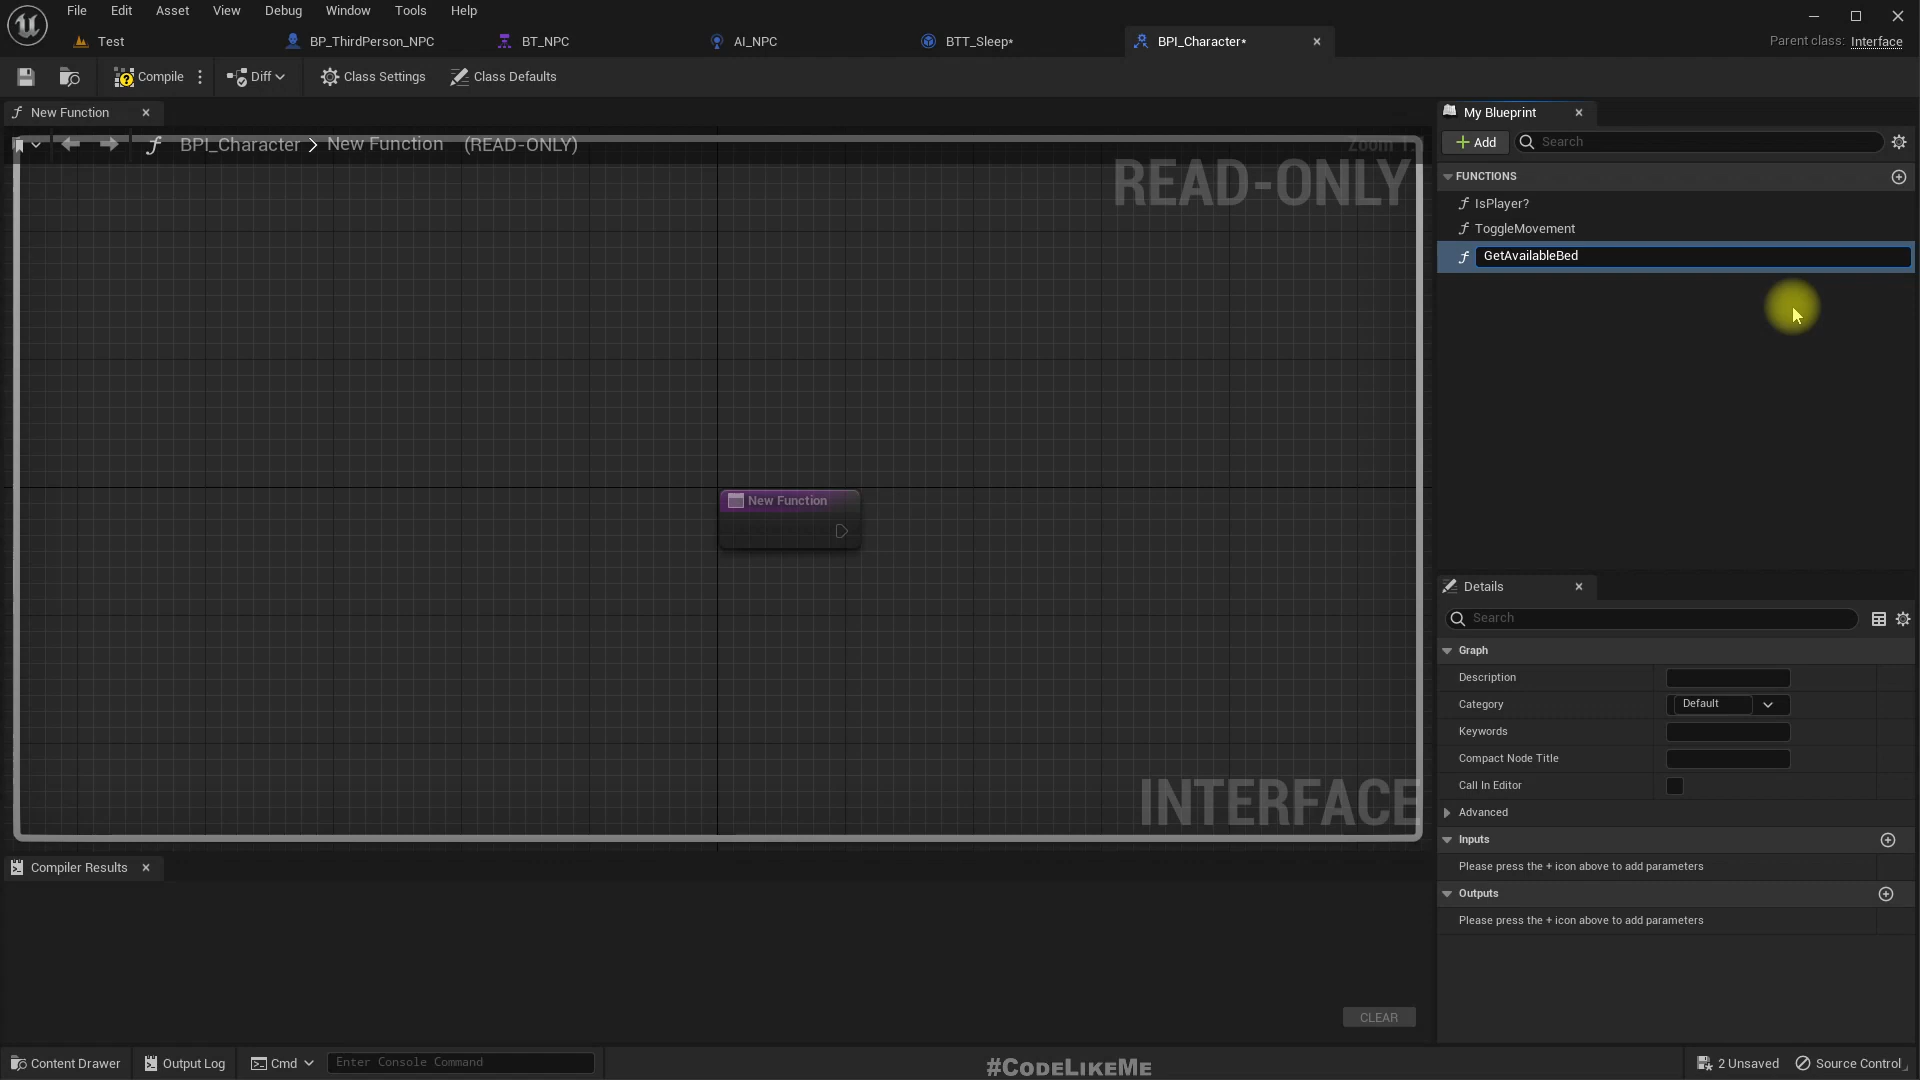 File Edit Asset View Debug Window Tools Help
Test BP_ThirdPerson_NPC BT_NPC AI_NPC BTT_Sleep* BPI_Character* Parent class: Interface
Compile Diff Class Settings Class Defaults
New Function
BPI_Character New Function (READ-ONLY)
READ-ONLY
New Function
INTERFACE
Compiler Results
CLEAR
My Blueprint
Add Search
FUNCTIONS
IsPlayer?
ToggleMovement
GetAvailableBed
Details
Search
Graph
Description
Category Default
Keywords
Compact Node Title
Call In Editor
Advanced
Inputs
Please press the + icon above to add parameters
Outputs
Please press the + icon above to add parameters
Content Drawer Output Log Cmd Enter Console Command #CODELIKEME 2 Unsaved Source Control